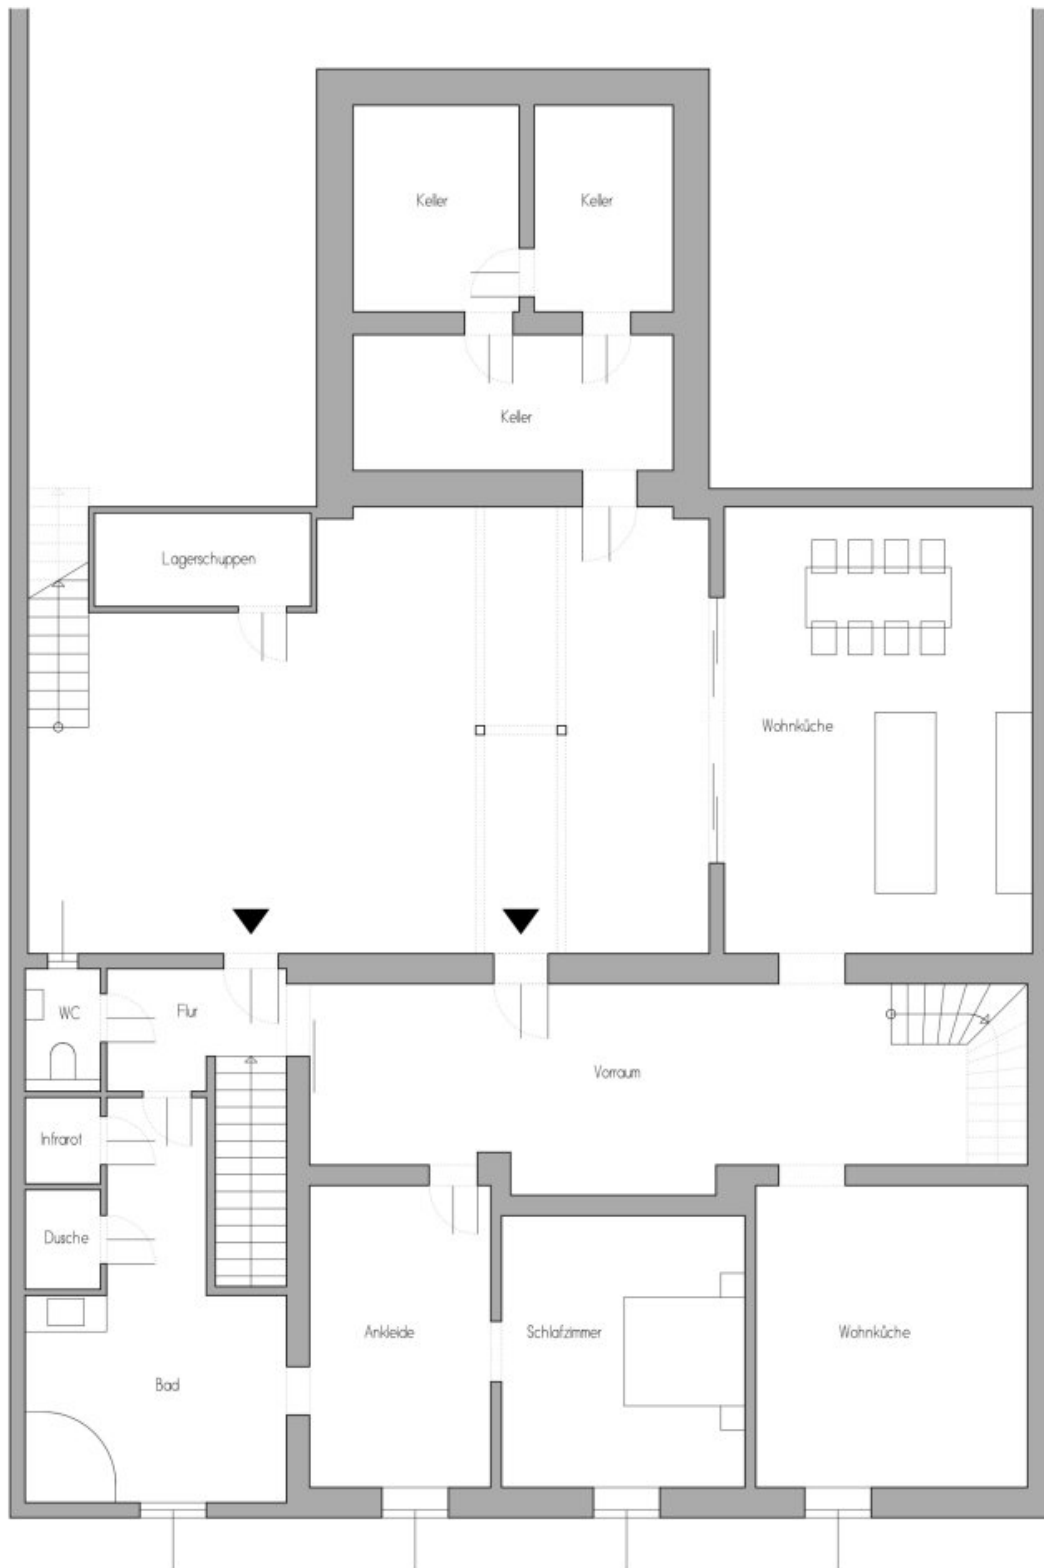 Keller
Keller
Keller
Lagerschuppen
Wohnküche
WC
Flur
Vorraum
Infrarot
Dusche
Ankleide
Schlafzimmer
Wohnküche
Bad